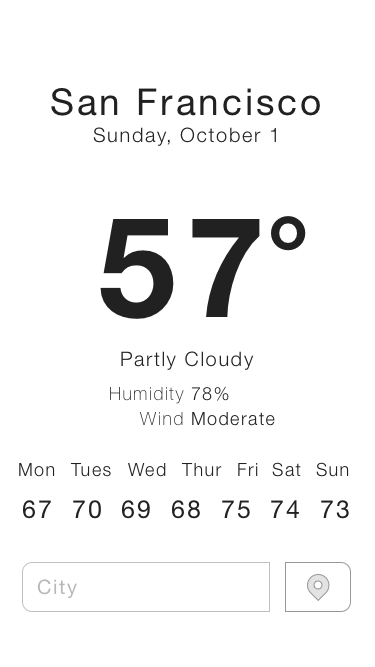 San Francisco
Sunday, October 1
57°
Partly Cloudy
Humidity 78%
Wind Moderate
Mon Tues Wed Thur Fri Sat Sun
67 70 69 68 75 74 73
City